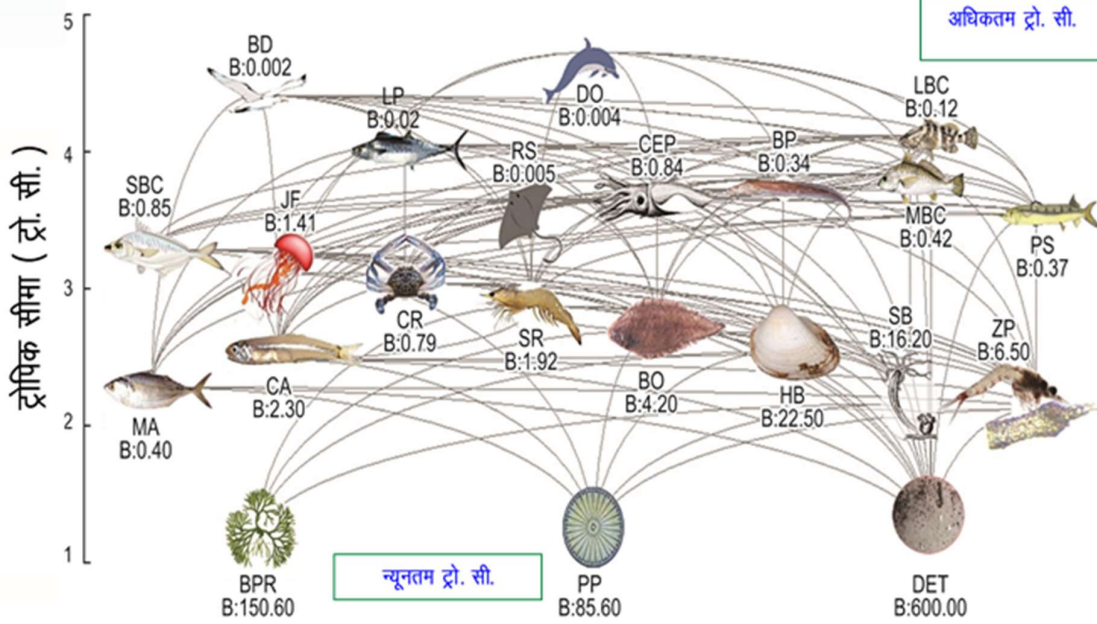 अधिकतम ट्रो. सी.
5
BD
B:0.002
LP
B:0.02
DO
B:0.004
LBC
B:0.12
4
RS
B:0.005
CEP
B:0.84
BP
B:0.34
SBC
B:0.85
JF
B:1.41
MBC
B:0.42
PS
B:0.37
ट्रोपिक सीमा ( ट्रो. सी. )
3
CR
B:0.79
SR
B:1.92
SB
B:16.20
ZP
B:6.50
CA
B:2.30
BO
B:4.20
HB
B:22.50
2
MA
B:0.40
1
न्यूनतम ट्रो. सी.
BPR
B:150.60
PP
B:85.60
DET
B:600.00